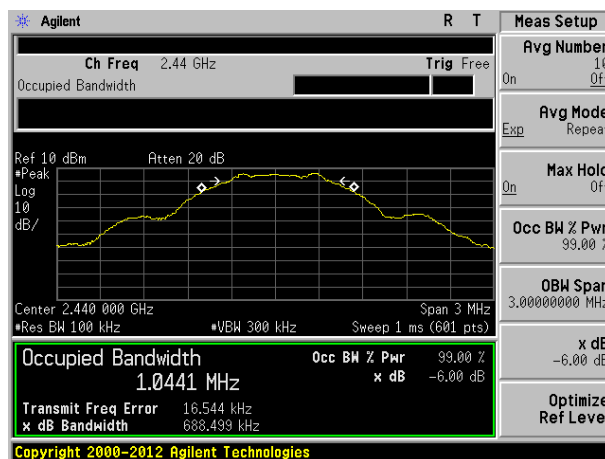 Agilent R T
Ch Freq 2.44 GHz Trig Free
Occupied Bandwidth
Ref 10 dBm Atten 20 dB
#Peak
Log
10
dB/
Center 2.440 000 GHz Span 3 MHz
#Res BW 100 kHz #VBW 300 kHz Sweep 1 ms (601 pts)
Occupied Bandwidth Occ BW % Pwr 99.00 %
1.0441 MHz x dB -6.00 dB
Transmit Freq Error 16.544 kHz
x dB Bandwidth 688.499 kHz
Copyright 2000-2012 Agilent Technologies
Meas Setup
Avg Number
10
On Of
Avg Mode
Exp Repea
Max Hold
On Of
Occ BW % Pwr
99.00 %
OBW Span
3.00000000 MHz
x dB
-6.00 dB
Optimize
Ref Leve